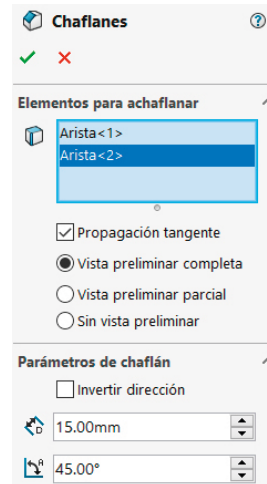 Chaflanes
Elementos para achaflanar
Arista<1>
Arista<2>
Propagación tangente
Vista preliminar completa
Vista preliminar parcial
Sin vista preliminar
Parámetros de chaflán
Invertir dirección
D 15.00mm
A 45.00°